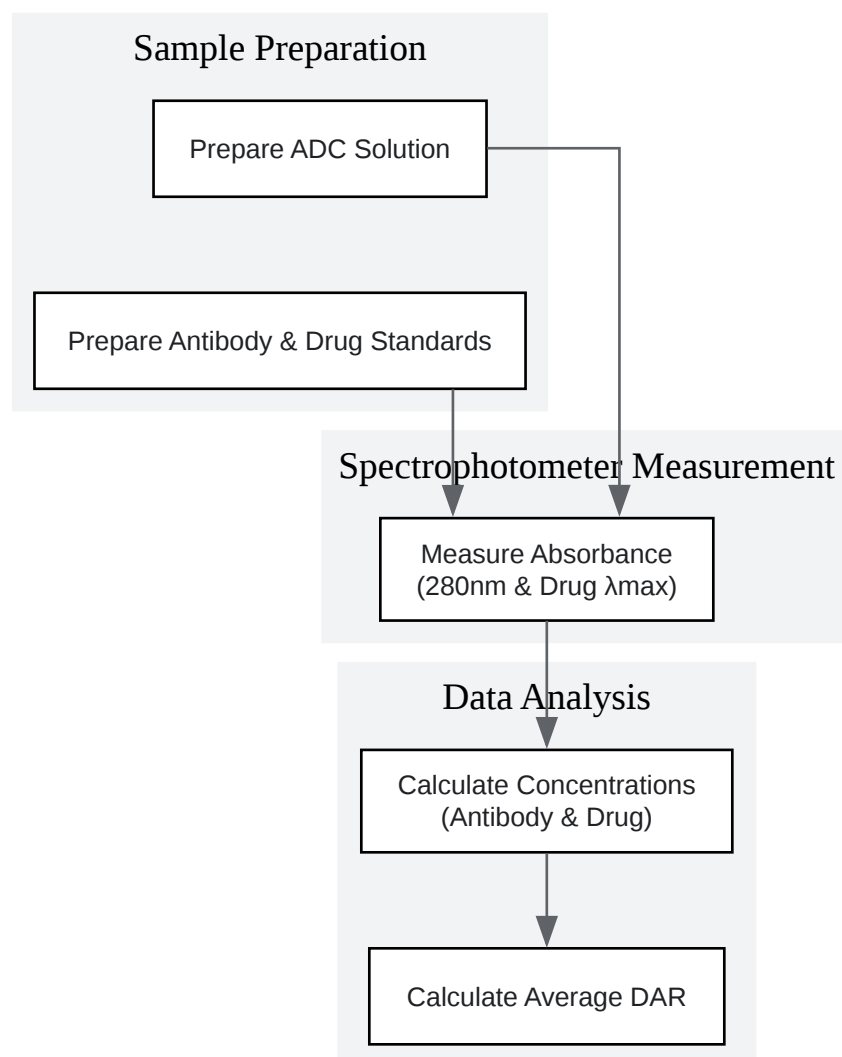 Sample Preparation
Prepare ADC Solution
Prepare Antibody & Drug Standards
Spectrophotometer Measurement
Measure Absorbance
(280nm & Drug λmax)
Data Analysis
Calculate Concentrations
(Antibody & Drug)
Calculate Average DAR